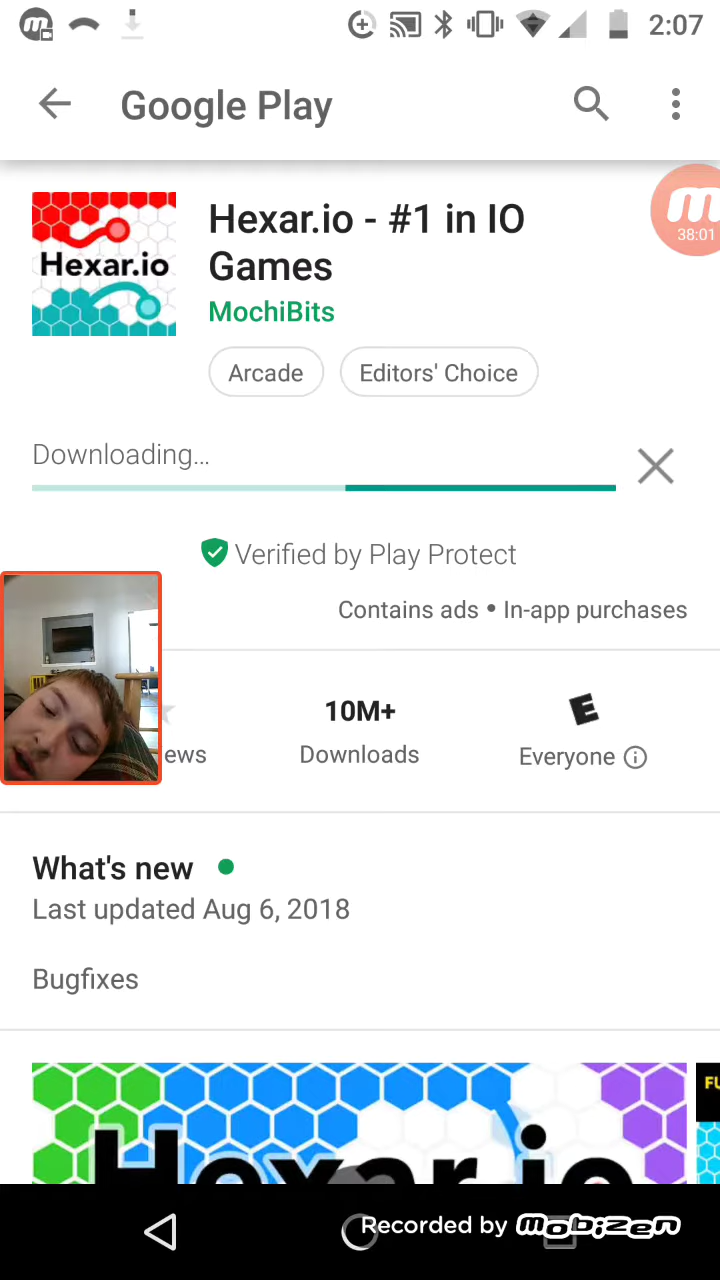 2:07
Google Play
Hexar.io
Hexar.io - #1 in IO
Games
MochiBits
38:01
Arcade
Editors' Choice
Downloading...
Verified by Play Protect
Contains ads • In-app purchases
10M+
E
ews
Downloads
Everyone
What's new
Last updated Aug 6, 2018
Bugfixes
FU
Hexar.io
Recorded by mobizen